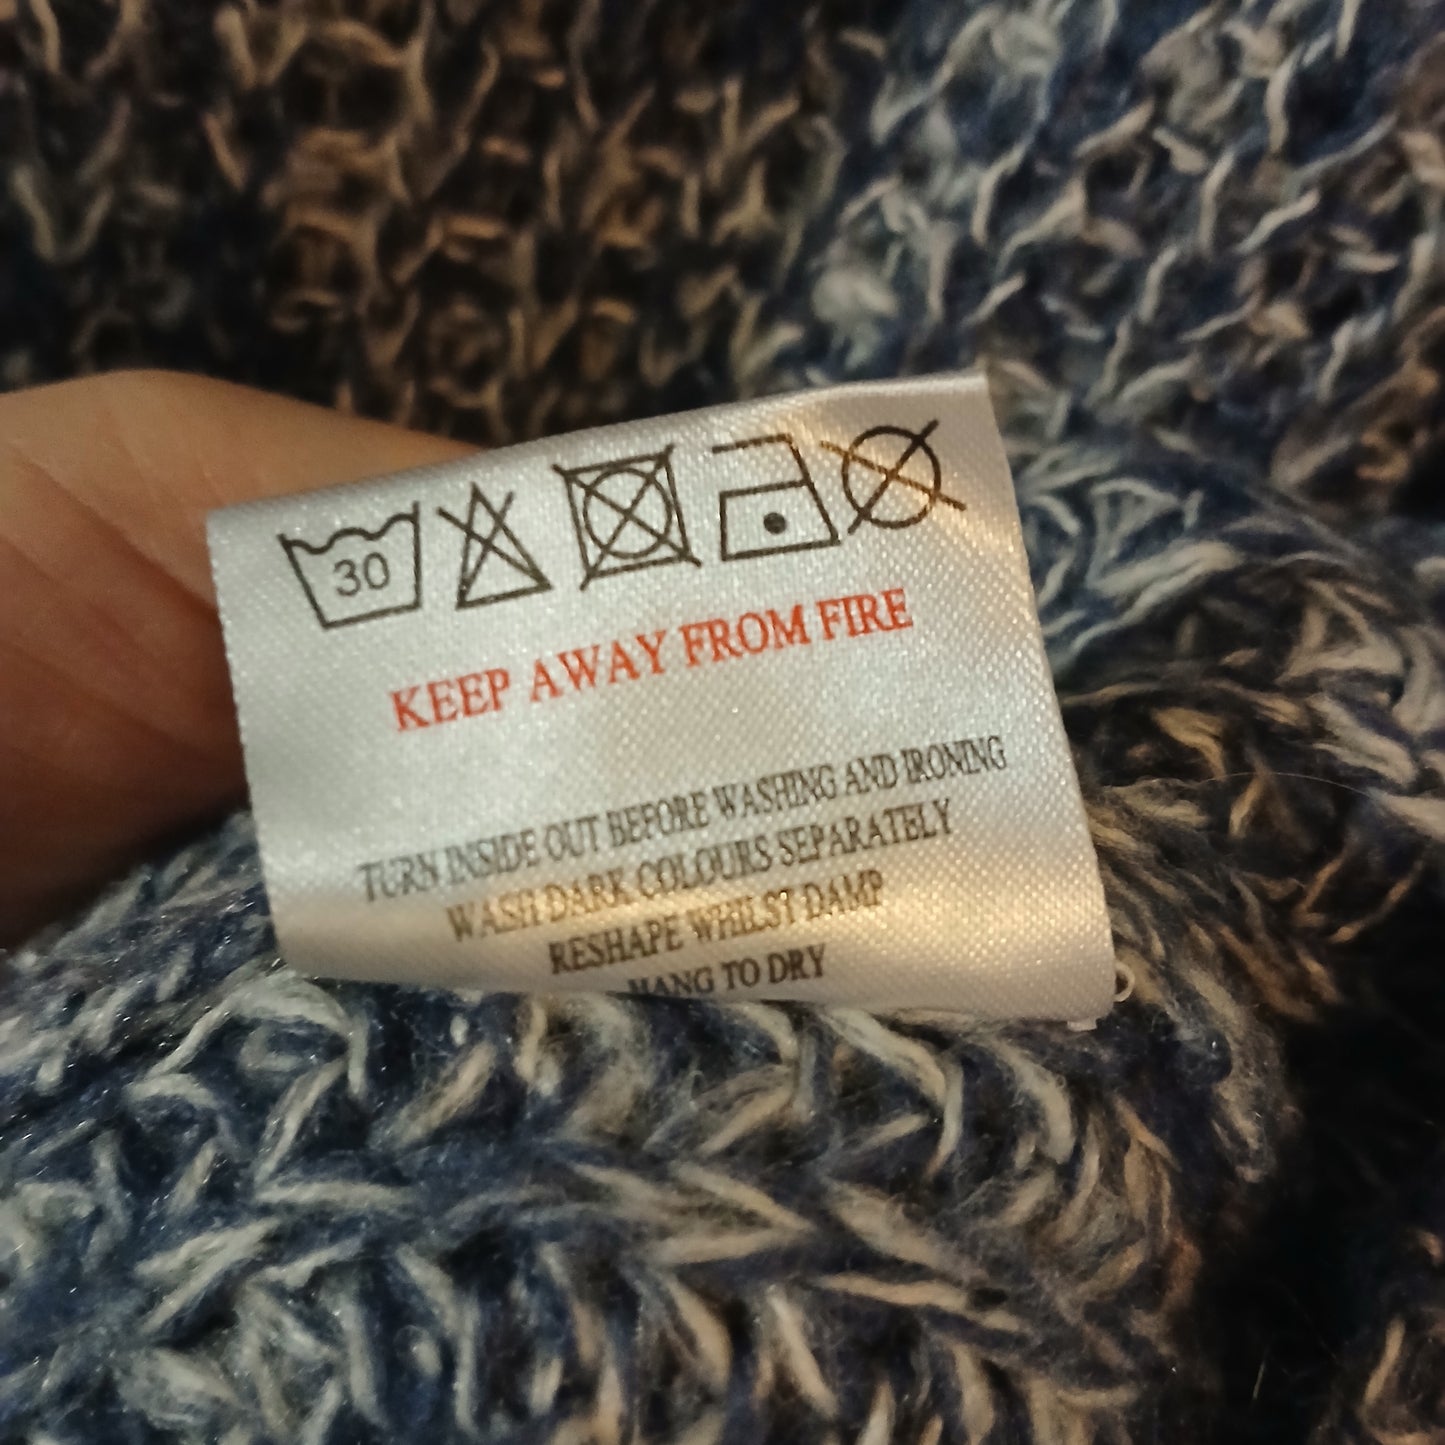 30
KEEP AWAY FROM FIRE
TURN INSIDE OUT BEFORE WASHING AND IRONING
WASH DARK COLOURS SEPARATELY
RESHAPE WHILST DAMP
HANG TO DRY